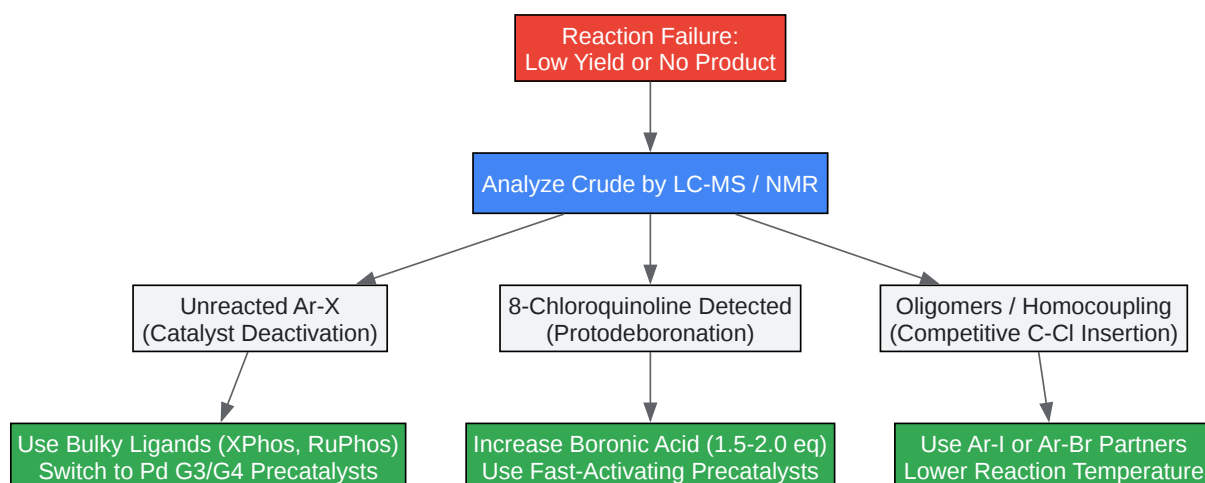 Reaction Failure:
Low Yield or No Product
Analyze Crude by LC-MS / NMR
Unreacted Ar-X
(Catalyst Deactivation)
8-Chloroquinoline Detected
(Protodeboronation)
Oligomers / Homocoupling
(Competitive C-Cl Insertion)
Use Bulky Ligands (XPhos, RuPhos)
Switch to Pd G3/G4 Precatalysts
Increase Boronic Acid (1.5-2.0 eq)
Use Fast-Activating Precatalysts
Use Ar-I or Ar-Br Partners
Lower Reaction Temperature